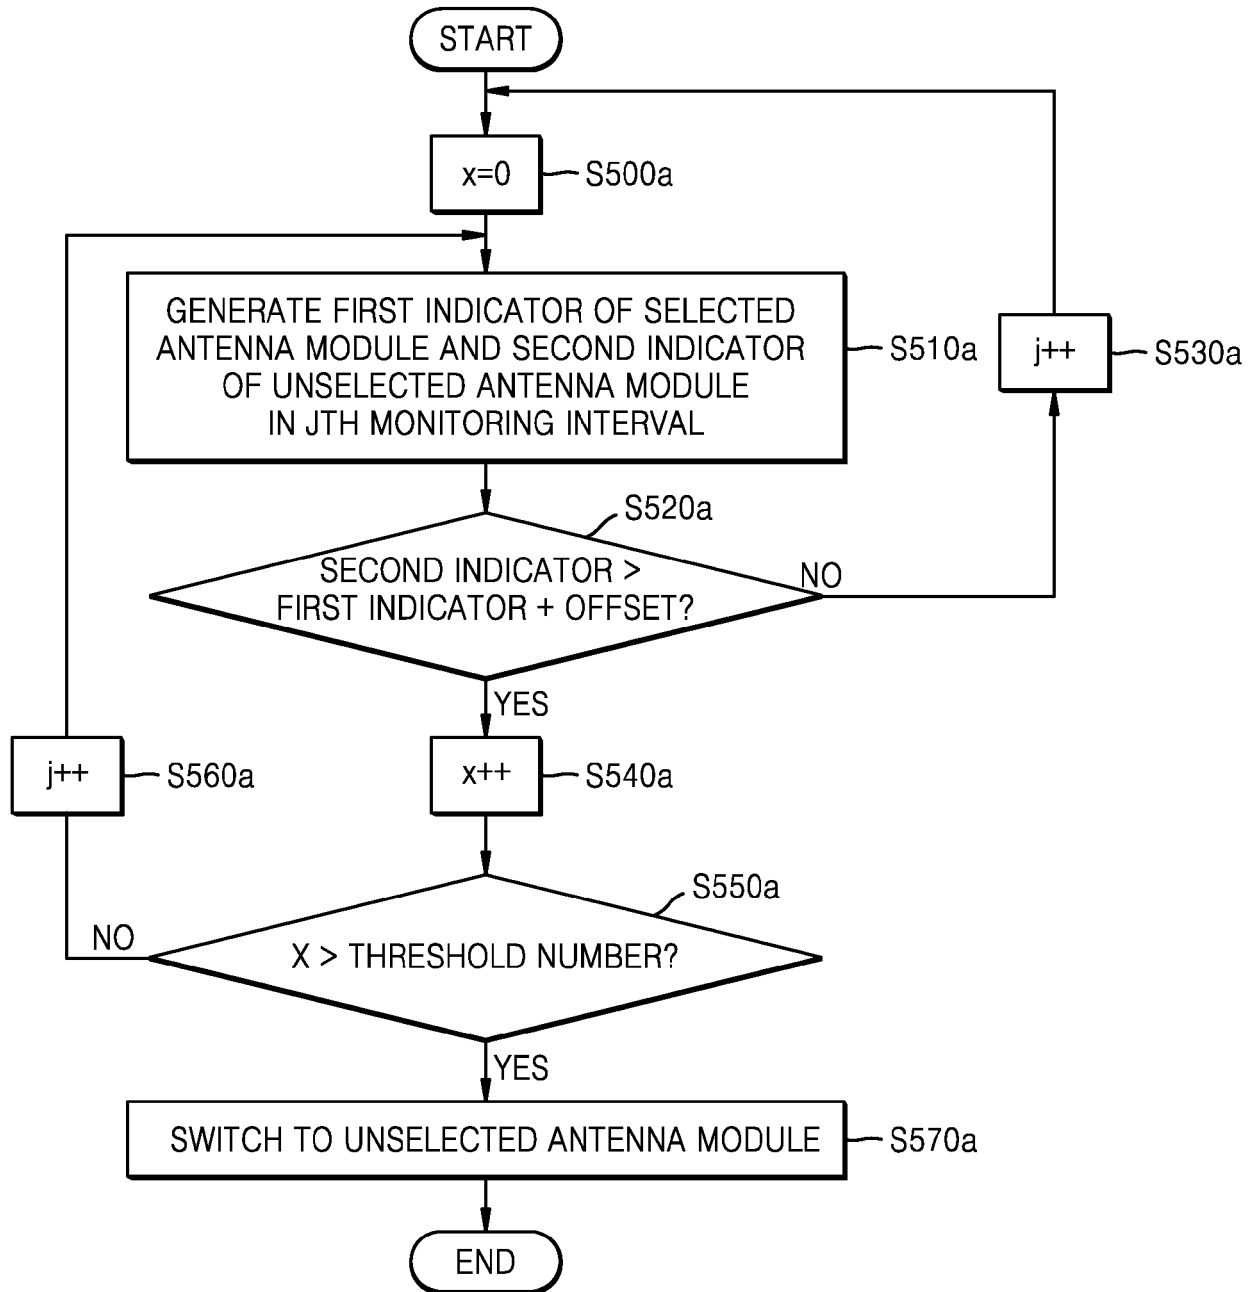 START
x=0
S500a
GENERATE FIRST INDICATOR OF SELECTED
ANTENNA MODULE AND SECOND INDICATOR
OF UNSELECTED ANTENNA MODULE
IN JTH MONITORING INTERVAL
S510a
j++
S530a
S520a
SECOND INDICATOR >
FIRST INDICATOR + OFFSET?
NO
YES
j++
S560a
x++
S540a
S550a
X > THRESHOLD NUMBER?
NO
YES
SWITCH TO UNSELECTED ANTENNA MODULE
S570a
END